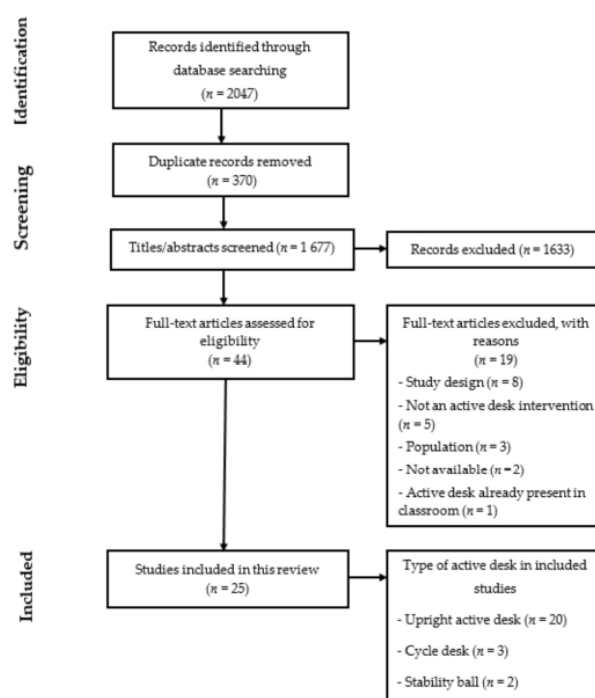 Identification
Records identified through
database searching
(n = 2047)
Screening
Duplicate records removed
(n = 370)
Titles/abstracts screened (n = 1 677)
Records excluded (n = 1633)
Eligibility
Full-text articles assessed for
eligibility
(n = 44)
Full-text articles excluded, with
reasons
(n = 19)
- Study design (n = 8)
- Not an active desk intervention
(n = 5)
- Population (n = 3)
- Not available (n = 2)
- Active desk already present in
classroom (n = 1)
Included
Studies included in this review
(n = 25)
Type of active desk in included
studies
- Upright active desk (n = 20)
- Cycle desk (n = 3)
- Stability ball (n = 2)